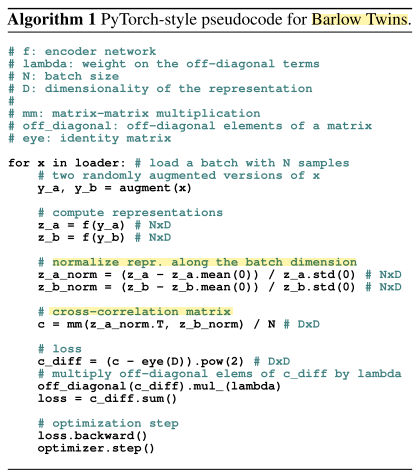 Algorithm 1 PyTorch-style pseudocode for Barlow Twins.
# f: encoder network
# lambda: weight on the off-diagonal terms
# N: batch size
# D: dimensionality of the representation
#
# mm: matrix-matrix multiplication
# off_diagonal: off-diagonal elements of a matrix
# eye: identity matrix
for x in loader: # load a batch with N samples
# two randomly augmented versions of x
y_a, y_b = augment(x)
# compute representations
z_a = f(y_a) # NxD
z_b = f(y_b) # NxD
# normalize repr. along the batch dimension
z_a_norm = (z_a - z_a.mean(0)) / z_a.std(0) # NxD
z_b_norm = (z_b - z_b.mean(0)) / z_b.std(0) # NxD
# cross-correlation matrix
c = mm(z_a_norm.T, z_b_norm) / N # DxD
# loss
c_diff = (c - eye(D)).pow(2) # DxD
# multiply off-diagonal elems of c_diff by lambda
off_diagonal(c_diff).mul_(lambda)
loss = c_diff.sum()
# optimization step
loss.backward()
optimizer.step()